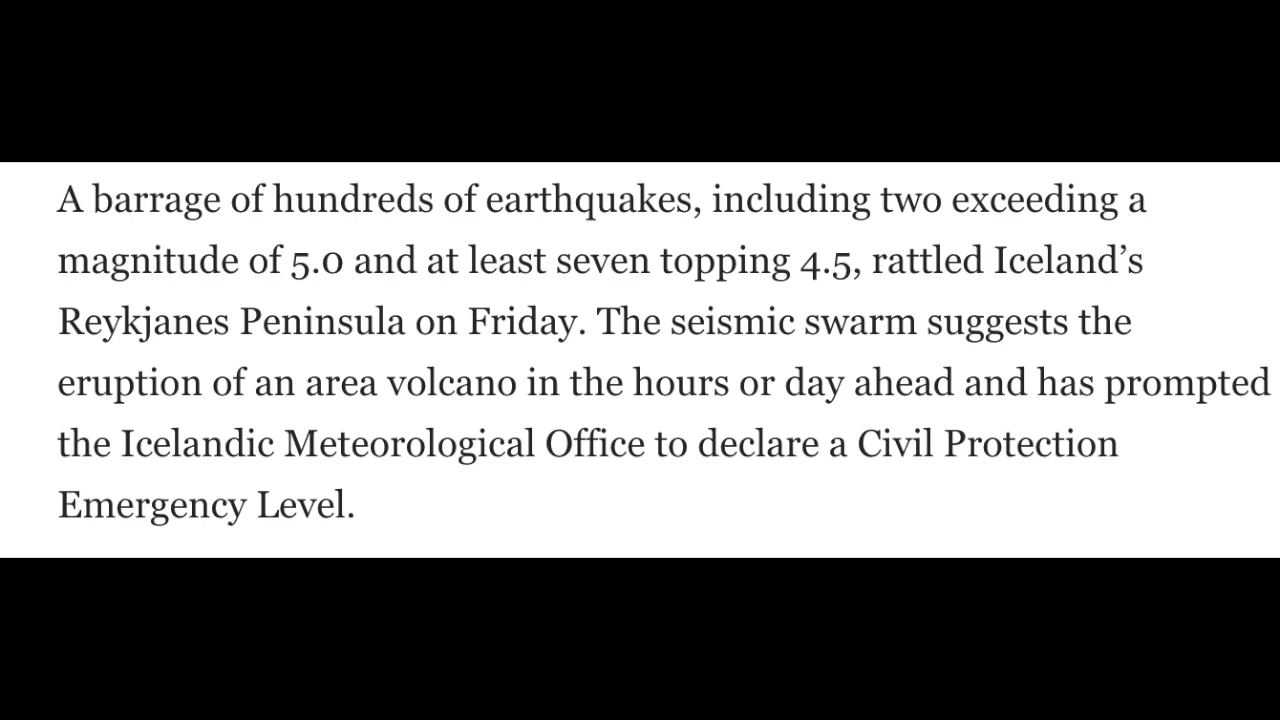 A barrage of hundreds of earthquakes, including two exceeding a
magnitude of 5.0 and at least seven topping 4.5, rattled Iceland’s
Reykjanes Peninsula on Friday. The seismic swarm suggests the
eruption of an area volcano in the hours or day ahead and has prompted
the Icelandic Meteorological Office to declare a Civil Protection
Emergency Level.